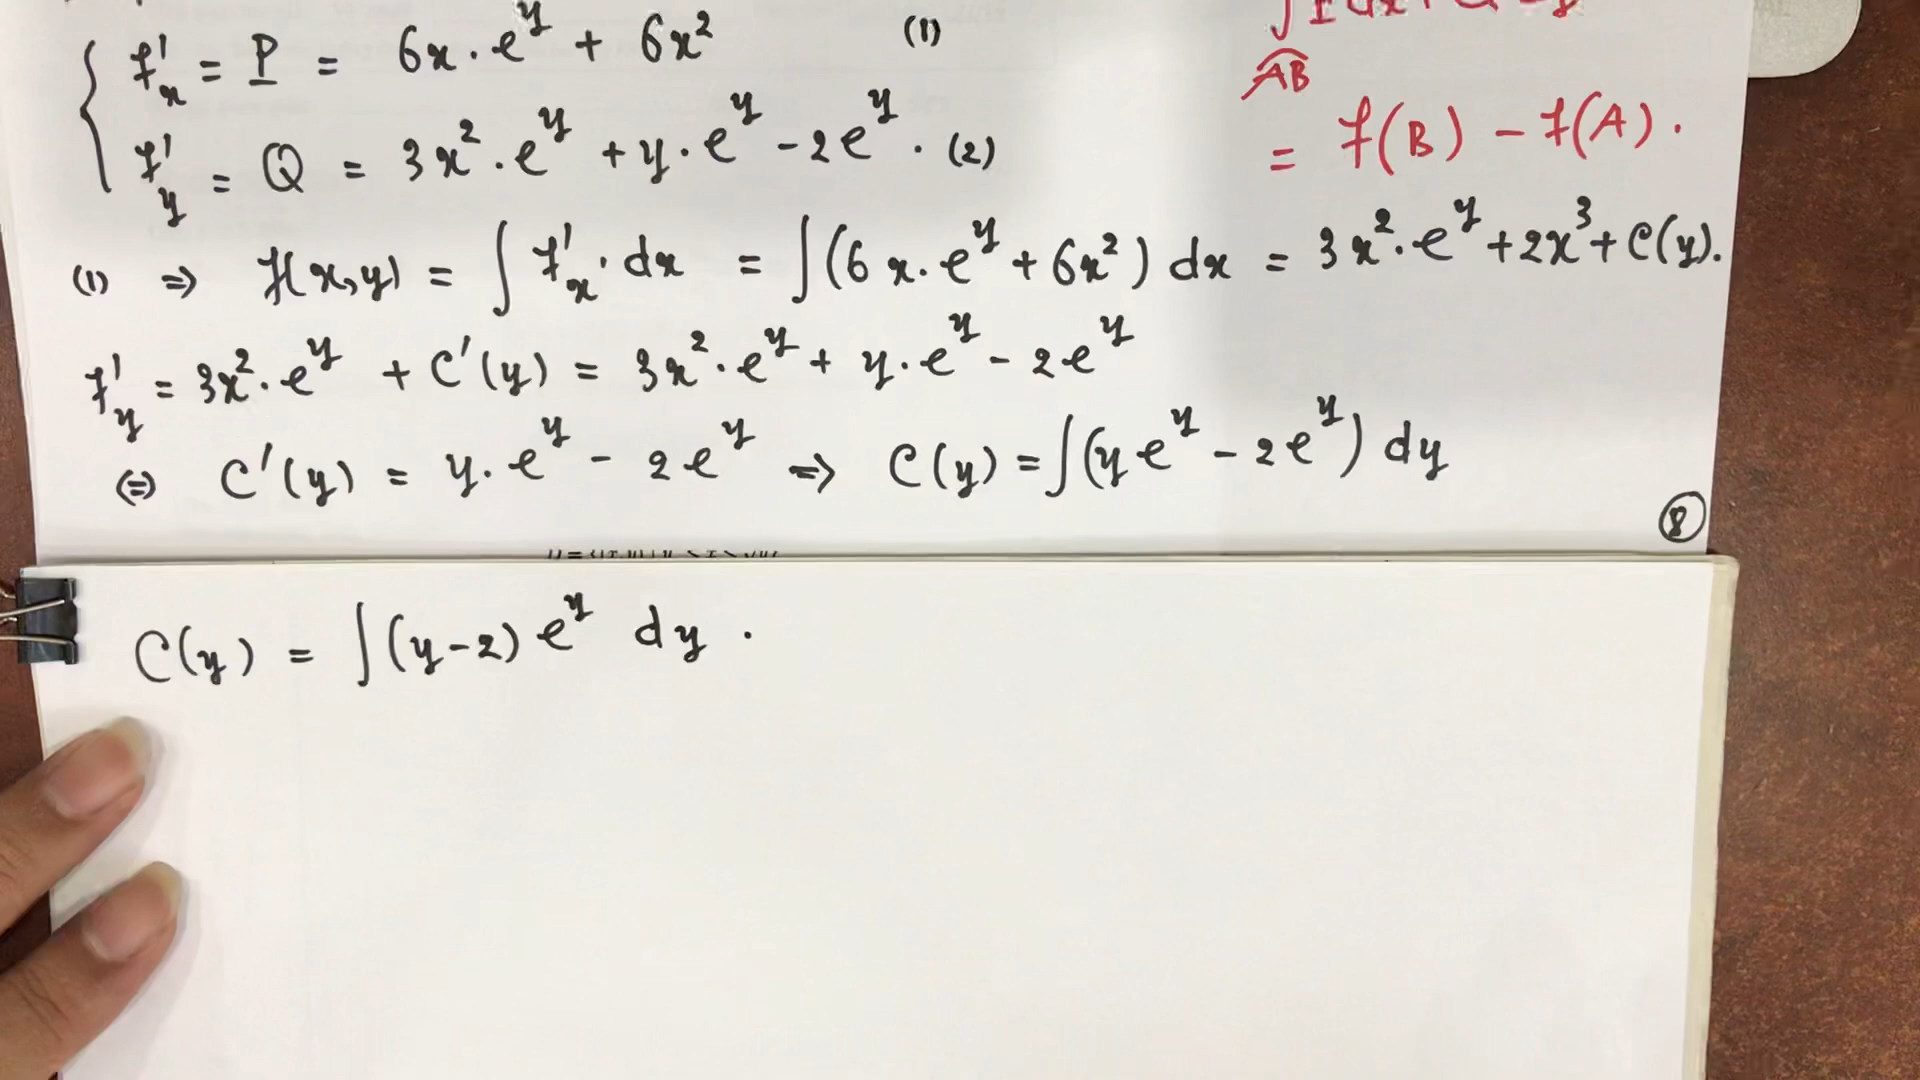 f'x = P = 6x.e^y + 6x² (1)
f'y = Q = 3x².e^y + y.e^y - 2e^y. (2)
AB
= f(B) - f(A).
(1) ⇒ f(x,y) = ∫ f'x.dx = ∫(6x.e^y + 6x²) dx = 3x².e^y + 2x³ + C(y).
f'y = 3x².e^y + C'(y) = 3x².e^y + y.e^y - 2e^y
(=) C'(y) = y.e^y - 2e^y ⇒ C(y) = ∫(ye^y - 2e^y) dy
8
C(y) = ∫(y-2) e^y dy.